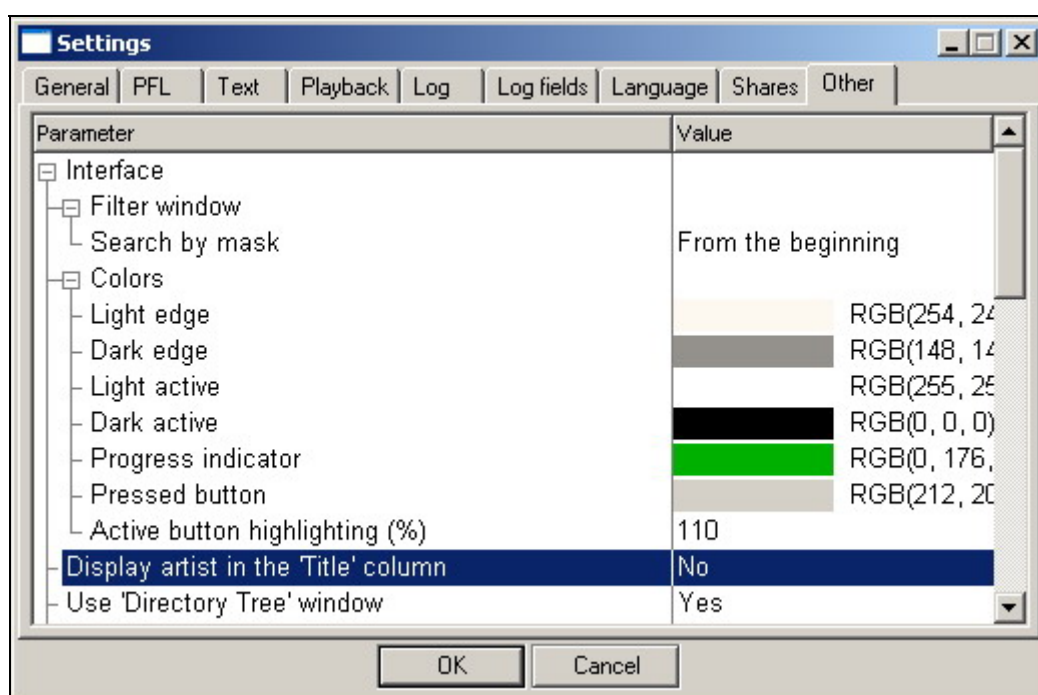 Settings
General PFL Text Playback Log Log fields Language Shares Other
Parameter Value
Interface
Filter window
Search by mask From the beginning
Colors
Light edge RGB(254, 24
Dark edge RGB(148, 14
Light active RGB(255, 25
Dark active RGB(0, 0, 0)
Progress indicator RGB(0, 176,
Pressed button RGB(212, 20
Active button highlighting (%) 110
Display artist in the 'Title' column No
Use 'Directory Tree' window Yes
OK Cancel